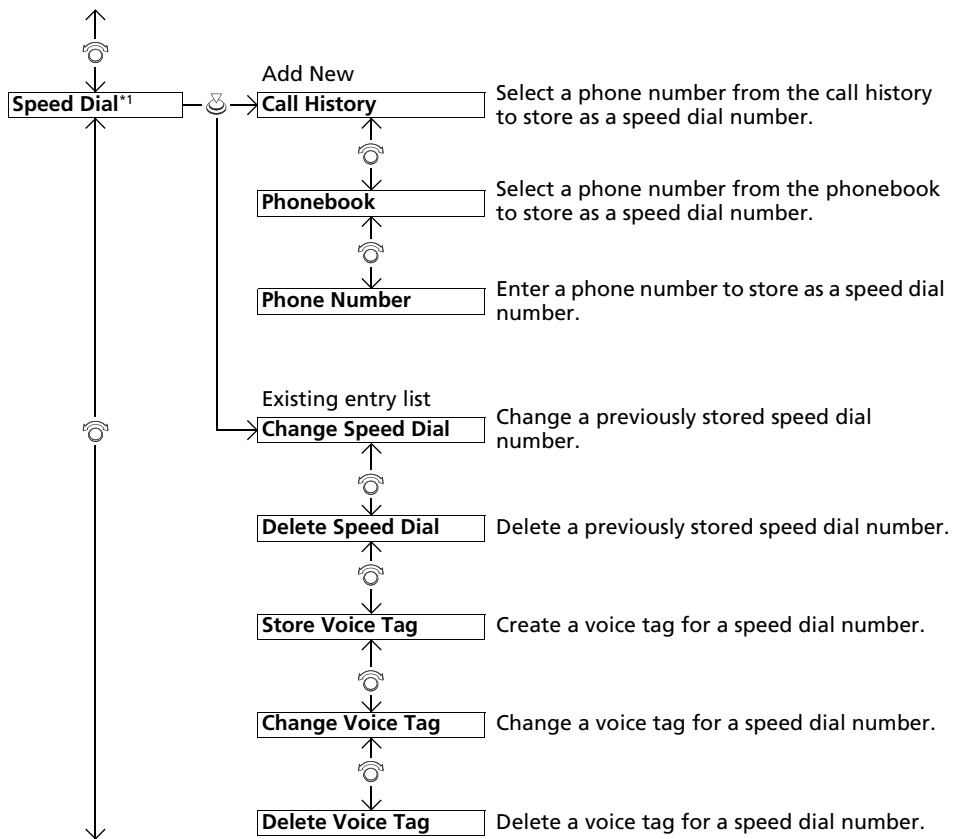 Add New
Speed Dial*1
Call History
Select a phone number from the call history
to store as a speed dial number.
Phonebook
Select a phone number from the phonebook
to store as a speed dial number.
Phone Number
Enter a phone number to store as a speed dial
number.
Existing entry list
Change Speed Dial
Change a previously stored speed dial
number.
Delete Speed Dial
Delete a previously stored speed dial number.
Store Voice Tag
Create a voice tag for a speed dial number.
Change Voice Tag
Change a voice tag for a speed dial number.
Delete Voice Tag
Delete a voice tag for a speed dial number.